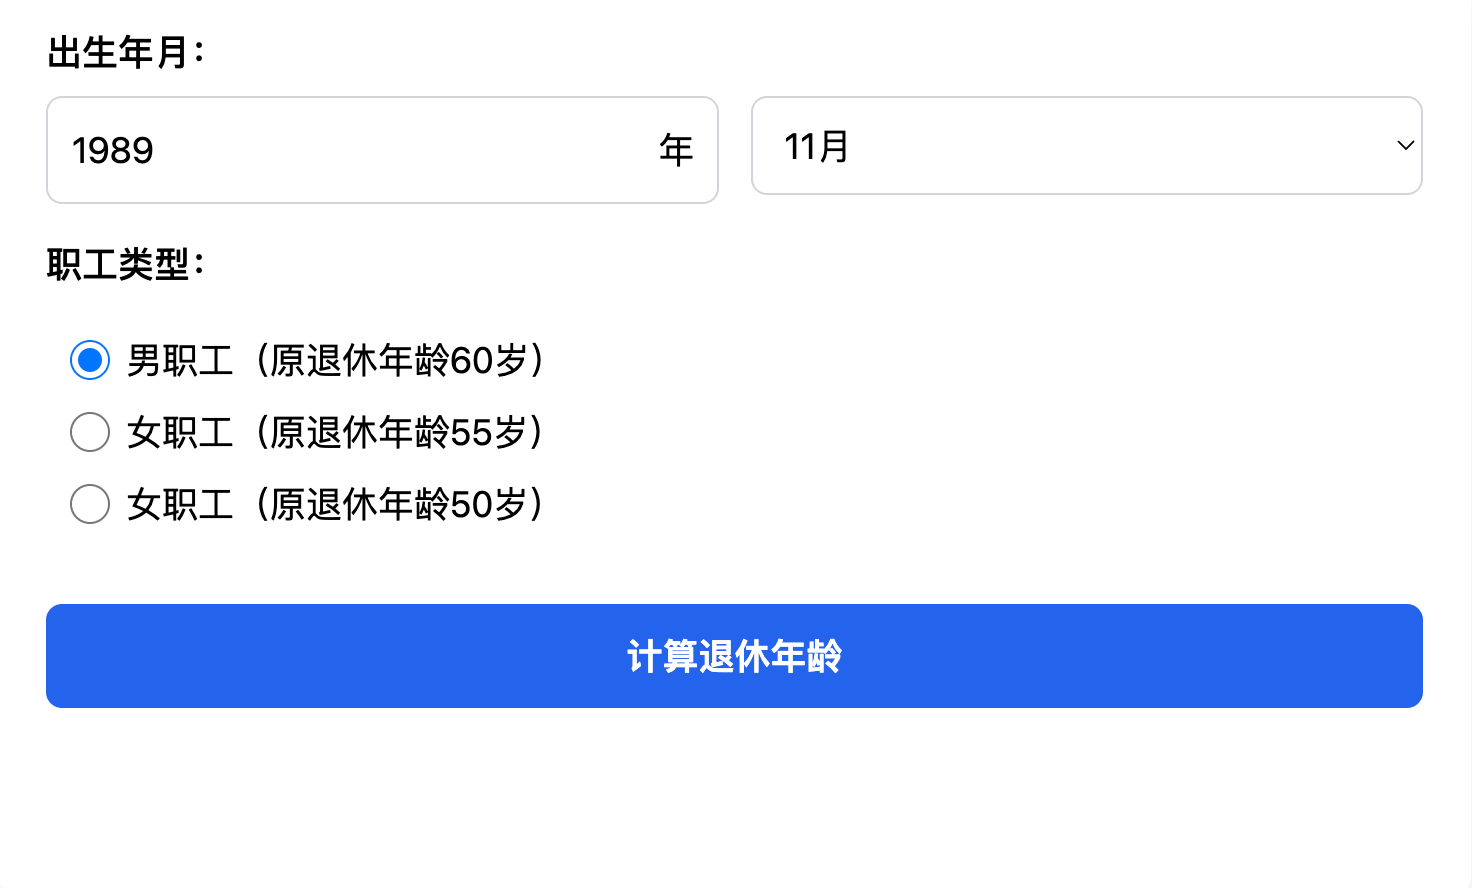 出生年月：
1989 年 11月
职工类型：
男职工（原退休年龄60岁）
女职工（原退休年龄55岁）
女职工（原退休年龄50岁）
计算退休年龄